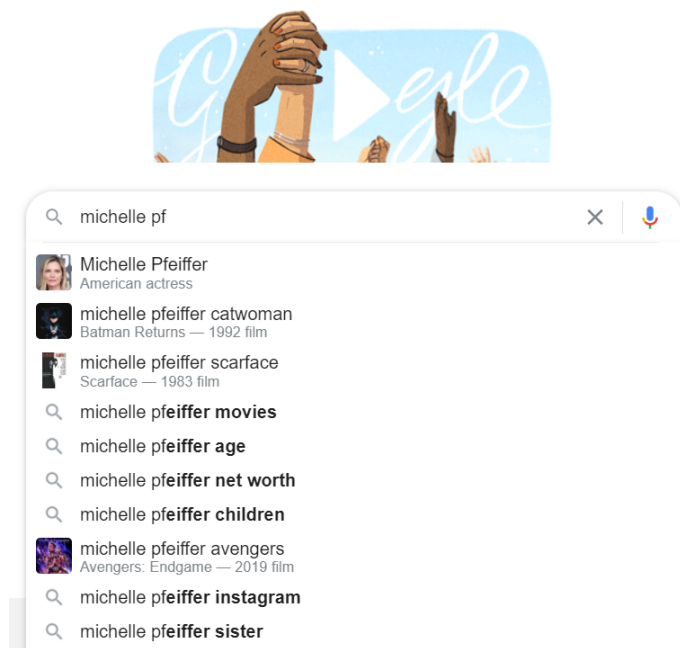 Google
michelle pf
Michelle Pfeiffer
American actress
michelle pfeiffer catwoman
Batman Returns — 1992 film
michelle pfeiffer scarface
Scarface — 1983 film
michelle pfeiffer movies
michelle pfeiffer age
michelle pfeiffer net worth
michelle pfeiffer children
michelle pfeiffer avengers
Avengers: Endgame — 2019 film
michelle pfeiffer instagram
michelle pfeiffer sister